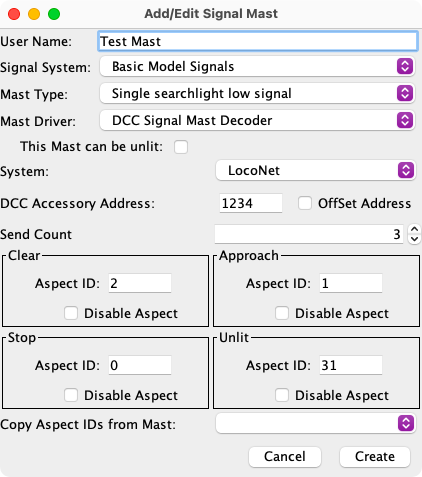 Add/Edit Signal Mast
User Name: Test Mast
Signal System: Basic Model Signals
Mast Type: Single searchlight low signal
Mast Driver: DCC Signal Mast Decoder
This Mast can be unlit:
System: LocoNet
DCC Accessory Address: 1234 OffSet Address
Send Count 3
Clear Approach
Aspect ID: 2 Aspect ID: 1
Disable Aspect Disable Aspect
Stop Unlit
Aspect ID: 0 Aspect ID: 31
Disable Aspect Disable Aspect
Copy Aspect IDs from Mast:
Cancel Create